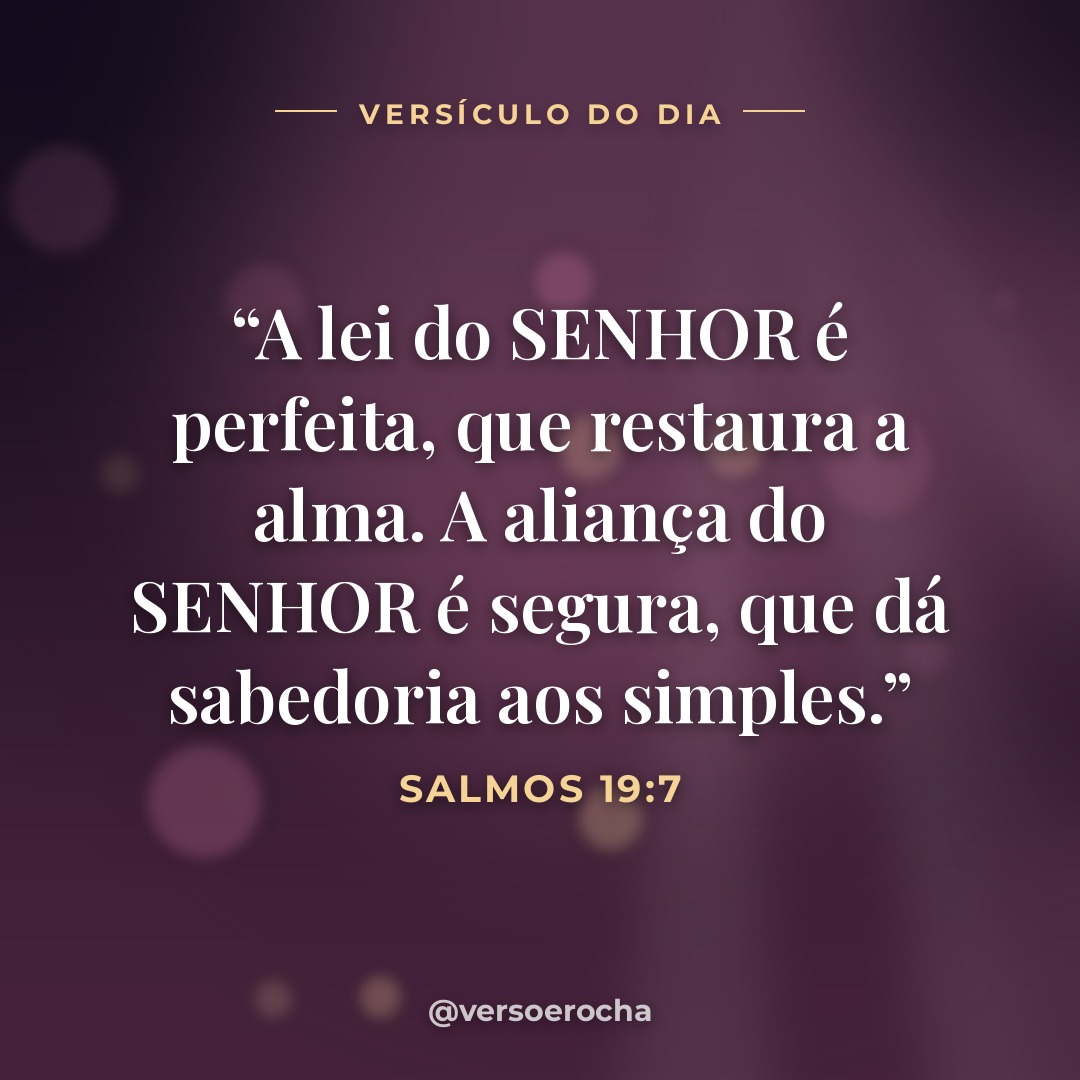 VERSÍCULO DO DIA
“A lei do SENHOR é
perfeita, que restaura a
alma. A aliança do
SENHOR é segura, que dá
sabedoria aos simples.”
SALMOS 19:7
@versoerocha